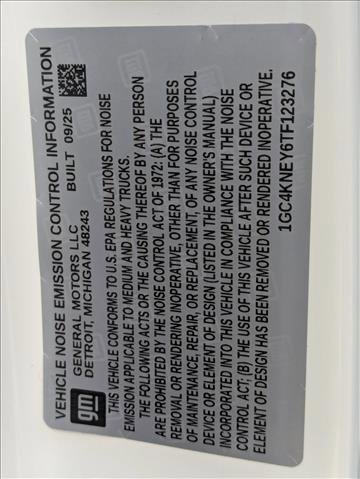 VEHICLE NOISE EMISSION CONTROL INFORMATION
GENERAL MOTORS LLC BUILT 09/25
DETROIT, MICHIGAN 48243
gm
THIS VEHICLE CONFORMS TO U.S. EPA REGULATIONS FOR NOISE
EMISSION APPLICABLE TO MEDIUM AND HEAVY TRUCKS.
THE FOLLOWING ACTS OR THE CAUSING THEREOF BY ANY PERSON
ARE PROHIBITED BY THE NOISE CONTROL ACT OF 1972: (A) THE
REMOVAL OR RENDERING INOPERATIVE, OTHER THAN FOR PURPOSES
OF MAINTENANCE, REPAIR, OR REPLACEMENT, OF ANY NOISE CONTROL
DEVICE OR ELEMENT OF DESIGN (LISTED IN THE OWNER'S MANUAL)
INCORPORATED INTO THIS VEHICLE IN COMPLIANCE WITH THE NOISE
CONTROL ACT; (B) THE USE OF THIS VEHICLE AFTER SUCH DEVICE OR
ELEMENT OF DESIGN HAS BEEN REMOVED OR RENDERED INOPERATIVE.
1GC4KNEY6TF123276